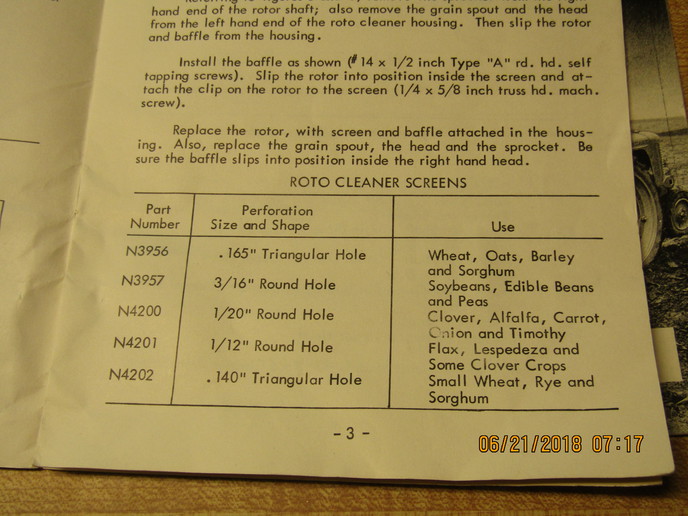 hand end of the rotor shaft; also remove the grain spout and the head
from the left hand end of the roto cleaner housing. Then slip the rotor
and baffle from the housing.
Install the baffle as shown (#14 x 1/2 inch Type "A" rd. hd. self
tapping screws). Slip the rotor into position inside the screen and at-
tach the clip on the rotor to the screen (1/4 x 5/8 inch truss hd. mach.
screw).
Replace the rotor, with screen and baffle attached in the hous-
ing. Also, replace the grain spout, the head and the sprocket. Be
sure the baffle slips into position inside the right hand head.
ROTO CLEANER SCREENS
Part Number Perforation Size and Shape Use
N3956 .165" Triangular Hole Wheat, Oats, Barley
and Sorghum
N3957 3/16" Round Hole Soybeans, Edible Beans
and Peas
N4200 1/20" Round Hole Clover, Alfalfa, Carrot,
Onion and Timothy
N4201 1/12" Round Hole Flax, Lespedeza and
Some Clover Crops
N4202 .140" Triangular Hole Small Wheat, Rye and
Sorghum
- 3 -
06/21/2018 07:17